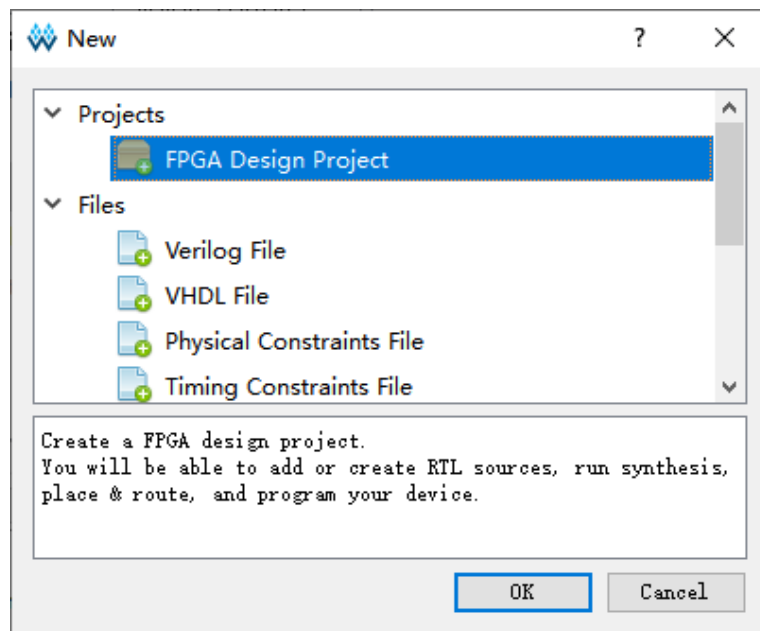 New
Projects
FPGA Design Project
Files
Verilog File
VHDL File
Physical Constraints File
Timing Constraints File
Create a FPGA design project.
You will be able to add or create RTL sources, run synthesis,
place & route, and program your device.
OK Cancel